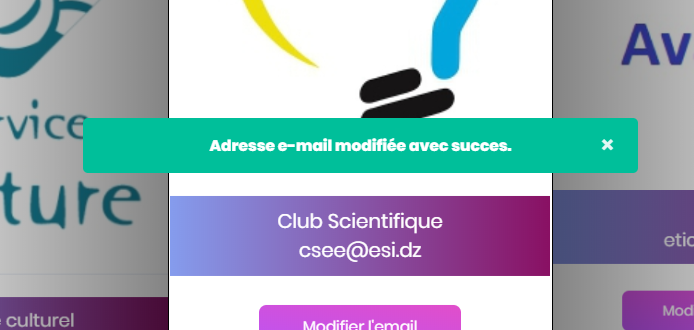 Av
rvice
Adresse e-mail modifiée avec succes.
×
ture
Club Scientifique
csee@esi.dz
etic
culturel
Modifier l'email
Mod